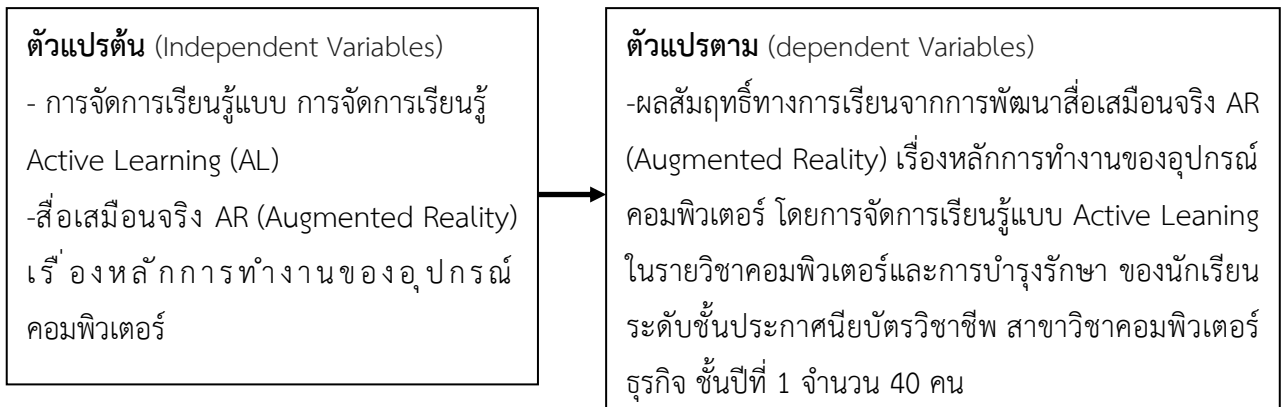 ตัวแปรต้น (Independent Variables)
- การจัดการเรียนรู้แบบ การจัดการเรียนรู้
Active Learning (AL)
-สื่อเสมือนจริง AR (Augmented Reality)
เรื่องหลักการทำงานของอุปกรณ์
คอมพิวเตอร์
ตัวแปรตาม (dependent Variables)
-ผลสัมฤทธิ์ทางการเรียนจากการพัฒนาสื่อเสมือนจริง AR
(Augmented Reality) เรื่องหลักการทำงานของอุปกรณ์
คอมพิวเตอร์ โดยการจัดการเรียนรู้แบบ Active Leaning
ในรายวิชาคอมพิวเตอร์และการบำรุงรักษา ของนักเรียน
ระดับชั้นประกาศนียบัตรวิชาชีพ สาขาวิชาคอมพิวเตอร์
ธุรกิจ ชั้นปีที่ 1 จำนวน 40 คน